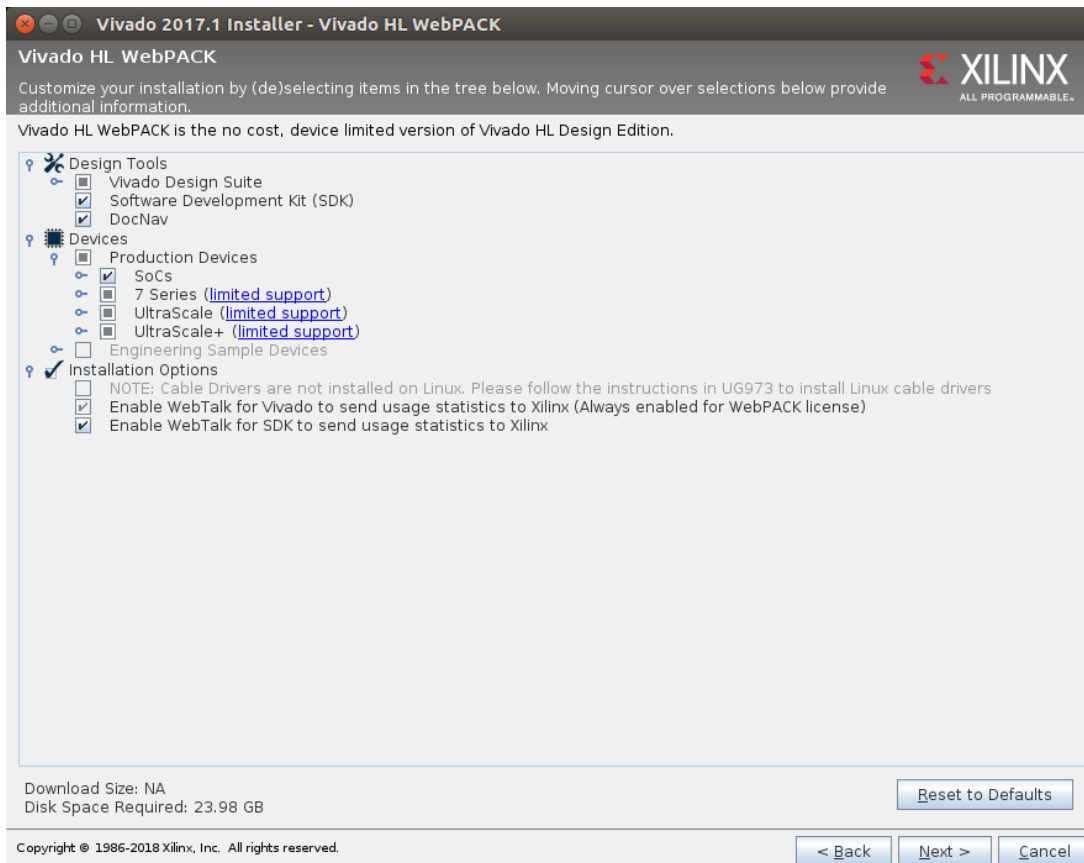 Vivado 2017.1 Installer - Vivado HL WebPACK
Vivado HL WebPACK
Customize your installation by (de)selecting items in the tree below. Moving cursor over selections below provide
additional information.
XILINX
ALL PROGRAMMABLE.
Vivado HL WebPACK is the no cost, device limited version of Vivado HL Design Edition.
Design Tools
Vivado Design Suite
Software Development Kit (SDK)
DocNav
Devices
Production Devices
SoCs
7 Series (limited support)
UltraScale (limited support)
UltraScale+ (limited support)
Engineering Sample Devices
Installation Options
NOTE: Cable Drivers are not installed on Linux. Please follow the instructions in UG973 to install Linux cable drivers
Enable WebTalk for Vivado to send usage statistics to Xilinx (Always enabled for WebPACK license)
Enable WebTalk for SDK to send usage statistics to Xilinx
Download Size: NA
Disk Space Required: 23.98 GB
Reset to Defaults
Copyright © 1986-2018 Xilinx, Inc. All rights reserved.
< Back
Next >
Cancel